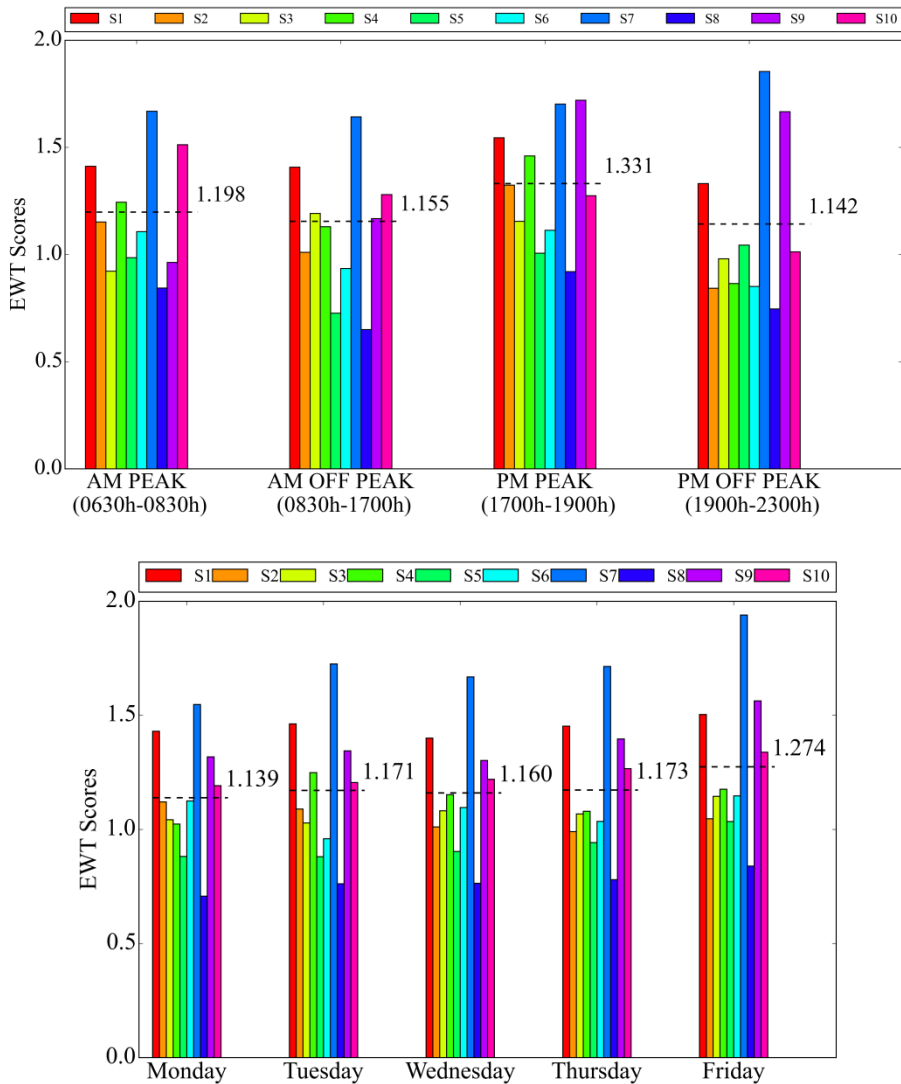 S1 S2 S3 S4 S5 S6 S7 S8 S9 S10
2.0
1.5
1.0
0.5
0.0
EWT Scores
1.198
1.155
1.331
1.142
AM PEAK
(0630h-0830h)
AM OFF PEAK
(0830h-1700h)
PM PEAK
(1700h-1900h)
PM OFF PEAK
(1900h-2300h)
S1 S2 S3 S4 S5 S6 S7 S8 S9 S10
2.0
1.5
1.0
0.5
0.0
EWT Scores
1.139
1.171
1.160
1.173
1.274
Monday Tuesday Wednesday Thursday Friday